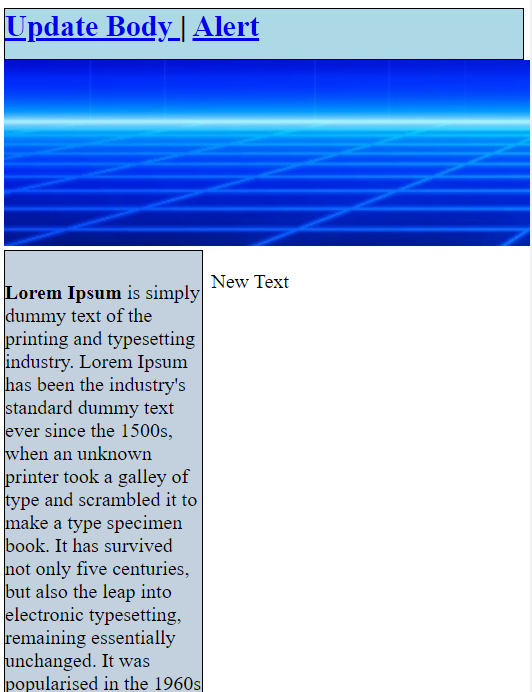 Update Body | Alert
New Text
Lorem Ipsum is simply
dummy text of the
printing and typesetting
industry. Lorem Ipsum
has been the industry's
standard dummy text
ever since the 1500s,
when an unknown
printer took a galley of
type and scrambled it to
make a type specimen
book. It has survived
not only five centuries,
but also the leap into
electronic typesetting,
remaining essentially
unchanged. It was
popularised in the 1960s